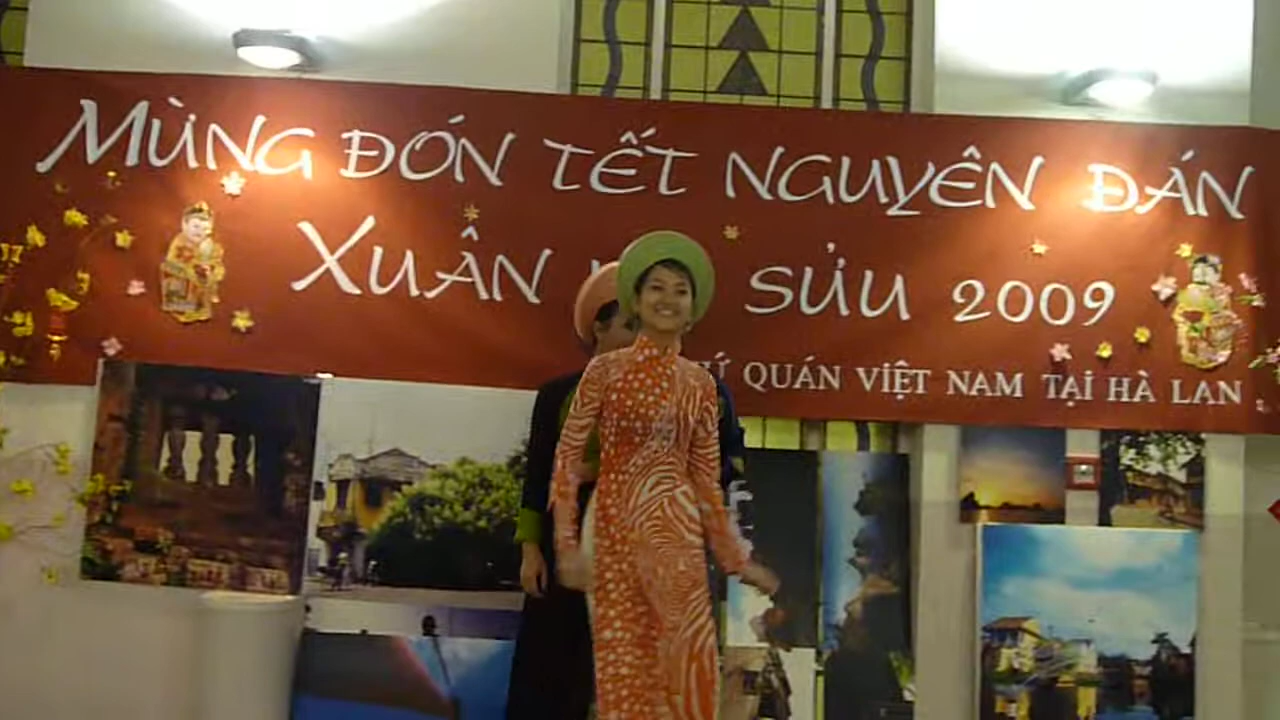 MÙNG ĐÓN TẾT NGUYÊN ĐÁN
XUÂN SỬU 2009
QUÁN VIỆT NAM TẠI HÀ LAN